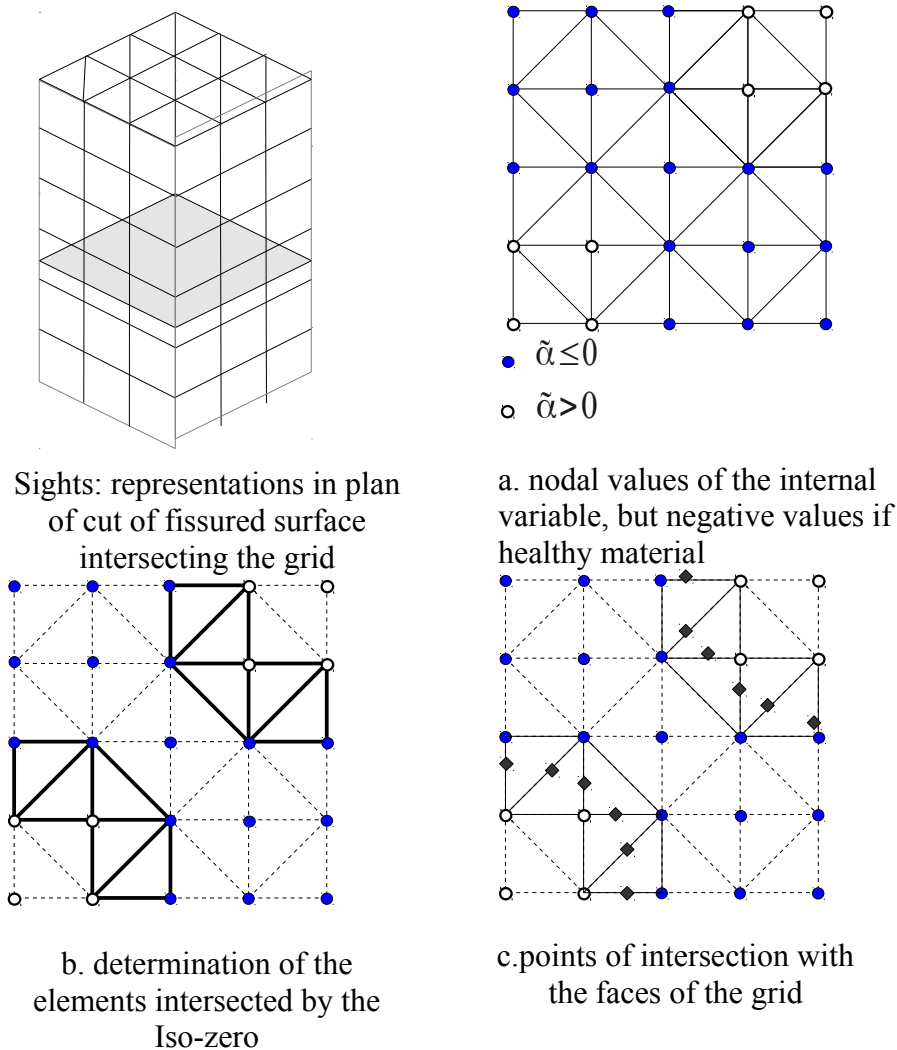 α̃≤0
α̃>0
Sights: representations in plan
of cut of fissured surface
intersecting the grid
a. nodal values of the internal
variable, but negative values if
healthy material
b. determination of the
elements intersected by the
Iso-zero
c.points of intersection with
the faces of the grid